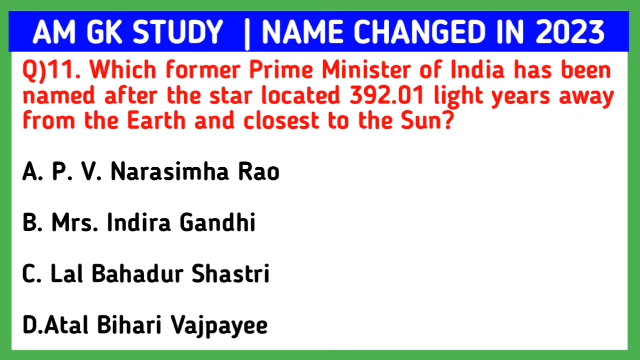 AM GK STUDY | NAME CHANGED IN 2023
Q)11. Which former Prime Minister of India has been
named after the star located 392.01 light years away
from the Earth and closest to the Sun?
A. P. V. Narasimha Rao
B. Mrs. Indira Gandhi
C. Lal Bahadur Shastri
D.Atal Bihari Vajpayee